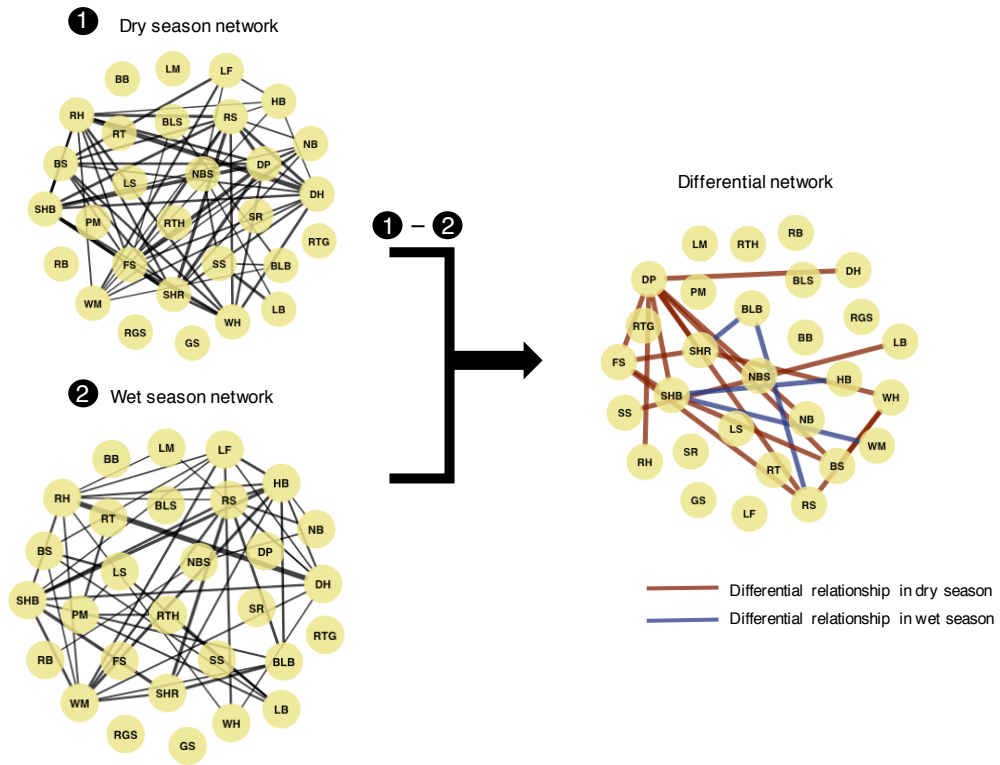 1 Dry season network
BB
LM
LF
HB
RH
RT
BLS
RS
NB
BS
LS
NBS
DP
DH
SHB
PM
RTH
SR
RTG
RB
FS
SS
BLB
WM
SHR
LB
RGS
GS
WH
1 – 2
2 Wet season network
BB
LM
LF
HB
RH
RT
BLS
RS
NB
BS
LS
NBS
DP
DH
SHB
PM
RTH
SR
RTG
RB
FS
SS
BLB
WM
SHR
LB
RGS
GS
WH
Differential network
LM
RTH
RB
DP
PM
BLS
DH
RTG
BLB
RGS
FS
SHR
BB
LB
SHB
NBS
HB
WH
SS
LS
NB
WM
RH
SR
RT
BS
GS
LF
RS
Differential relationship in dry season
Differential relationship in wet season